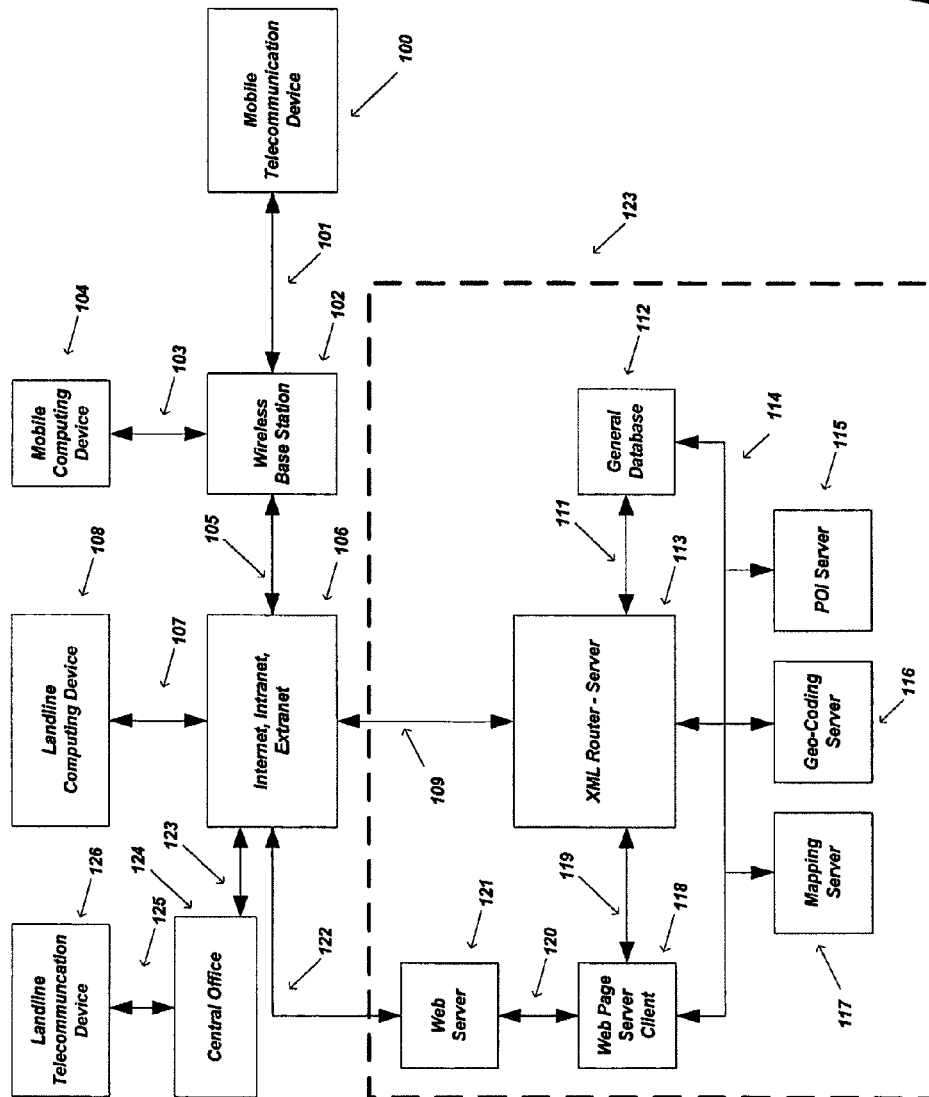 Landline
Telecommuncation
Device
126
125
Central Office
124
123
Landline
Computing Device
108
107
Internet, Intranet,
Extranet
106
105
Mobile
Computing
Device
104
103
Wireless
Base Station
102
101
Mobile
Telecommunication
Device
100
122
109
123
Web
Server
121
120
Web Page
Server
Client
118
119
XML Router - Server
113
111
General
Database
112
114
Mapping
Server
117
Geo-Coding
Server
116
POI Server
115